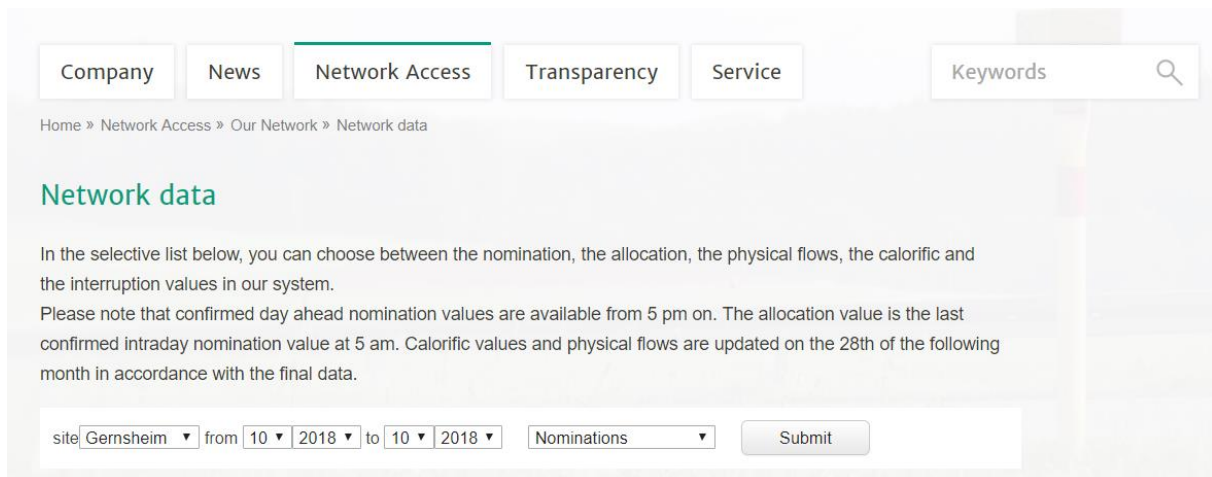 Company News Network Access Transparency Service Keywords
Home » Network Access » Our Network » Network data
Network data
In the selective list below, you can choose between the nomination, the allocation, the physical flows, the calorific and
the interruption values in our system.
Please note that confirmed day ahead nomination values are available from 5 pm on. The allocation value is the last
confirmed intraday nomination value at 5 am. Calorific values and physical flows are updated on the 28th of the following
month in accordance with the final data.
site Gernsheim from 10 2018 to 10 2018 Nominations Submit